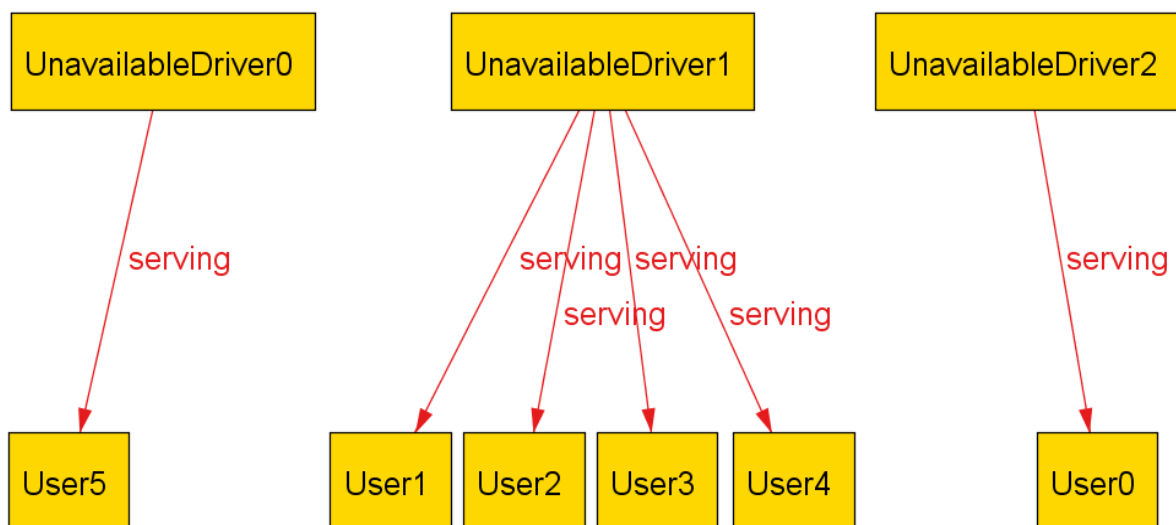 UnavailableDriver0
UnavailableDriver1
UnavailableDriver2
serving
serving
serving
serving
serving
serving
User5
User1
User2
User3
User4
User0